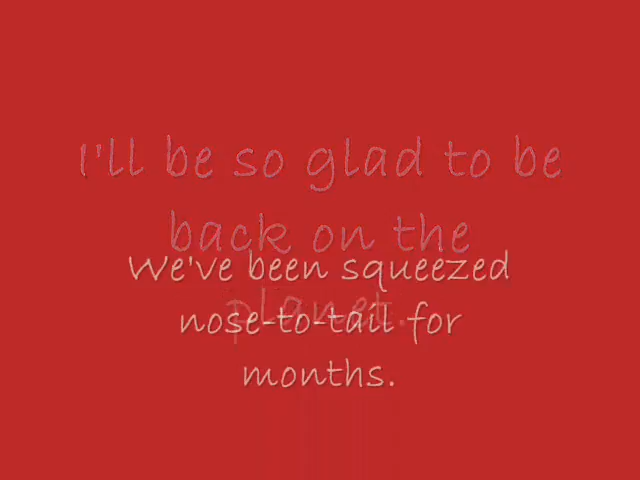 I'll be so glad to be
back on the
planet.
We've been squeezed
nose-to-tail for
months.